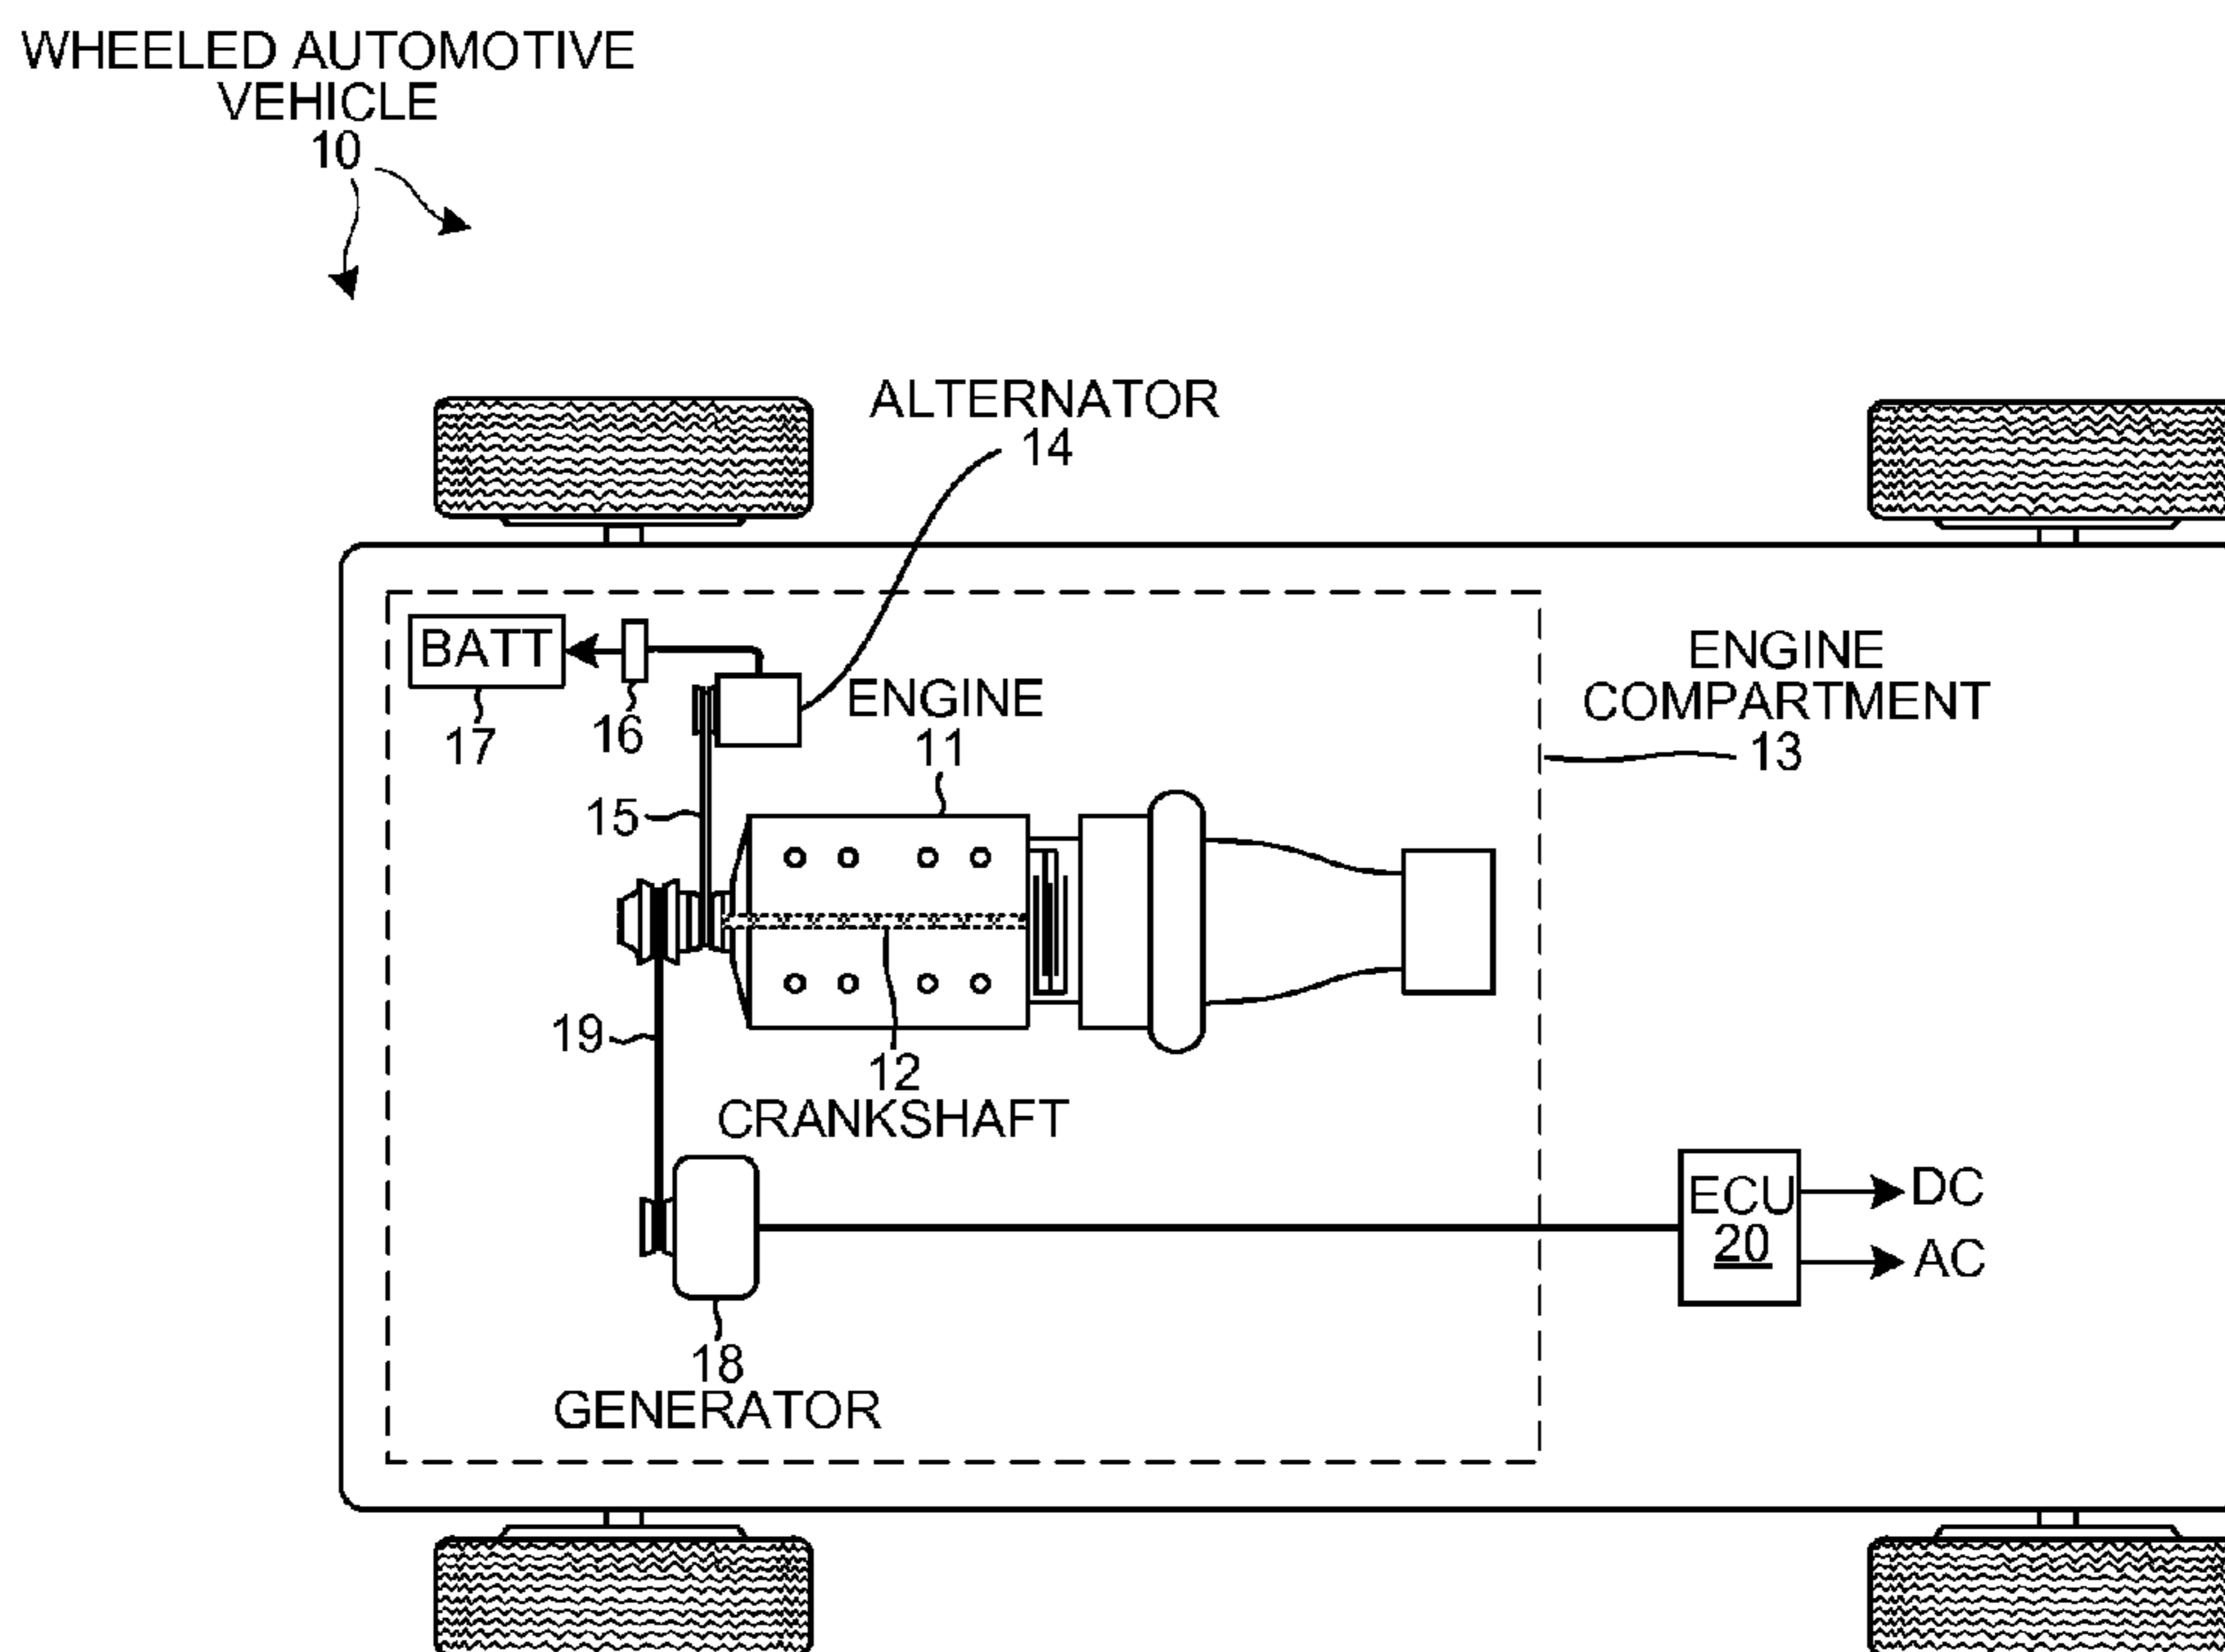 WHEELED AUTOMOTIVE
VEHICLE
10
ALTERNATOR
14
BATT
17
16
ENGINE
11
ENGINE
COMPARTMENT
13
15
19
12
CRANKSHAFT
ECU
20
DC
AC
18
GENERATOR